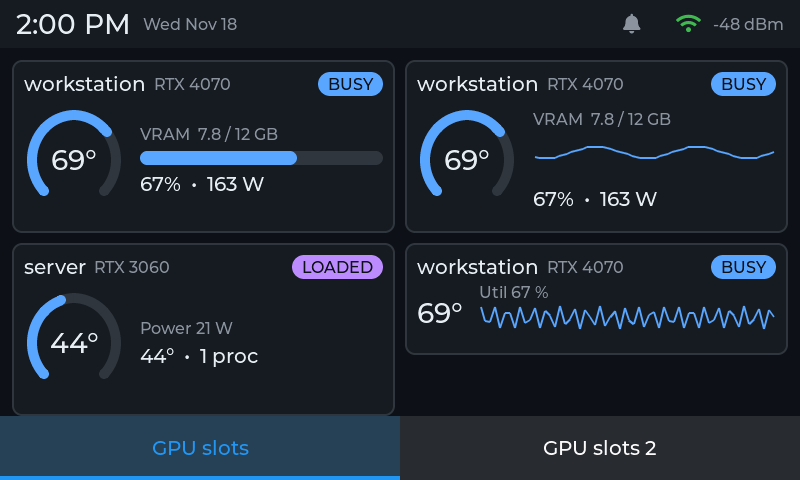 2:00 PM Wed Nov 18 -48 dBm
workstation RTX 4070 BUSY
69°
VRAM 7.8 / 12 GB
67% • 163 W
workstation RTX 4070 BUSY
69°
VRAM 7.8 / 12 GB
67% • 163 W
server RTX 3060 LOADED
44°
Power 21 W
44° • 1 proc
workstation RTX 4070 BUSY
69°
Util 67 %
GPU slots
GPU slots 2